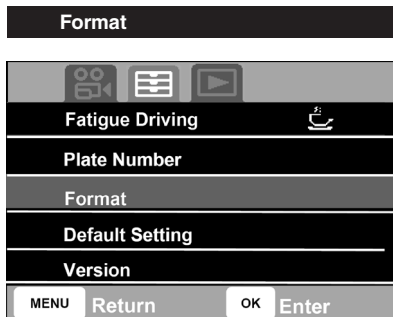 Format
Fatigue Driving
Plate Number
Format
Default Setting
Version
MENU Return OK Enter